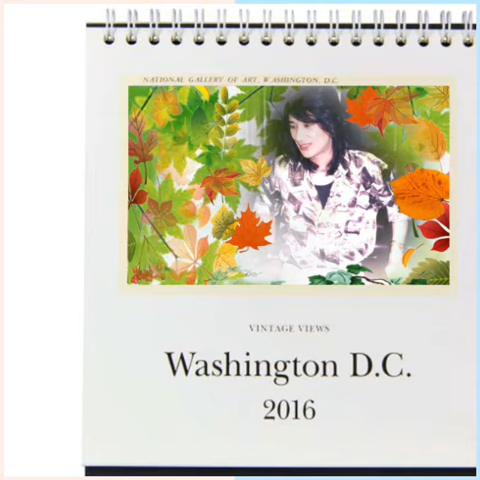 NATIONAL GALLERY OF ART, WASHINGTON, D.C.
VINTAGE VIEWS
Washington D.C.
2016